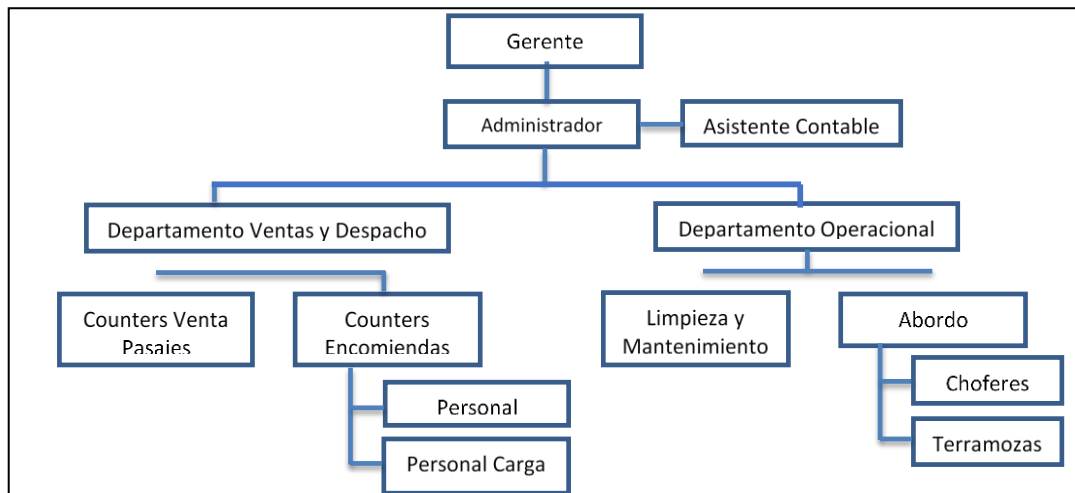 Gerente
Administrador
Asistente Contable
Departamento Ventas y Despacho
Departamento Operacional
Counters Venta
Pasajes
Counters
Encomiendas
Limpieza y
Mantenimiento
Abordo
Personal
Personal Carga
Choferes
Terramozas